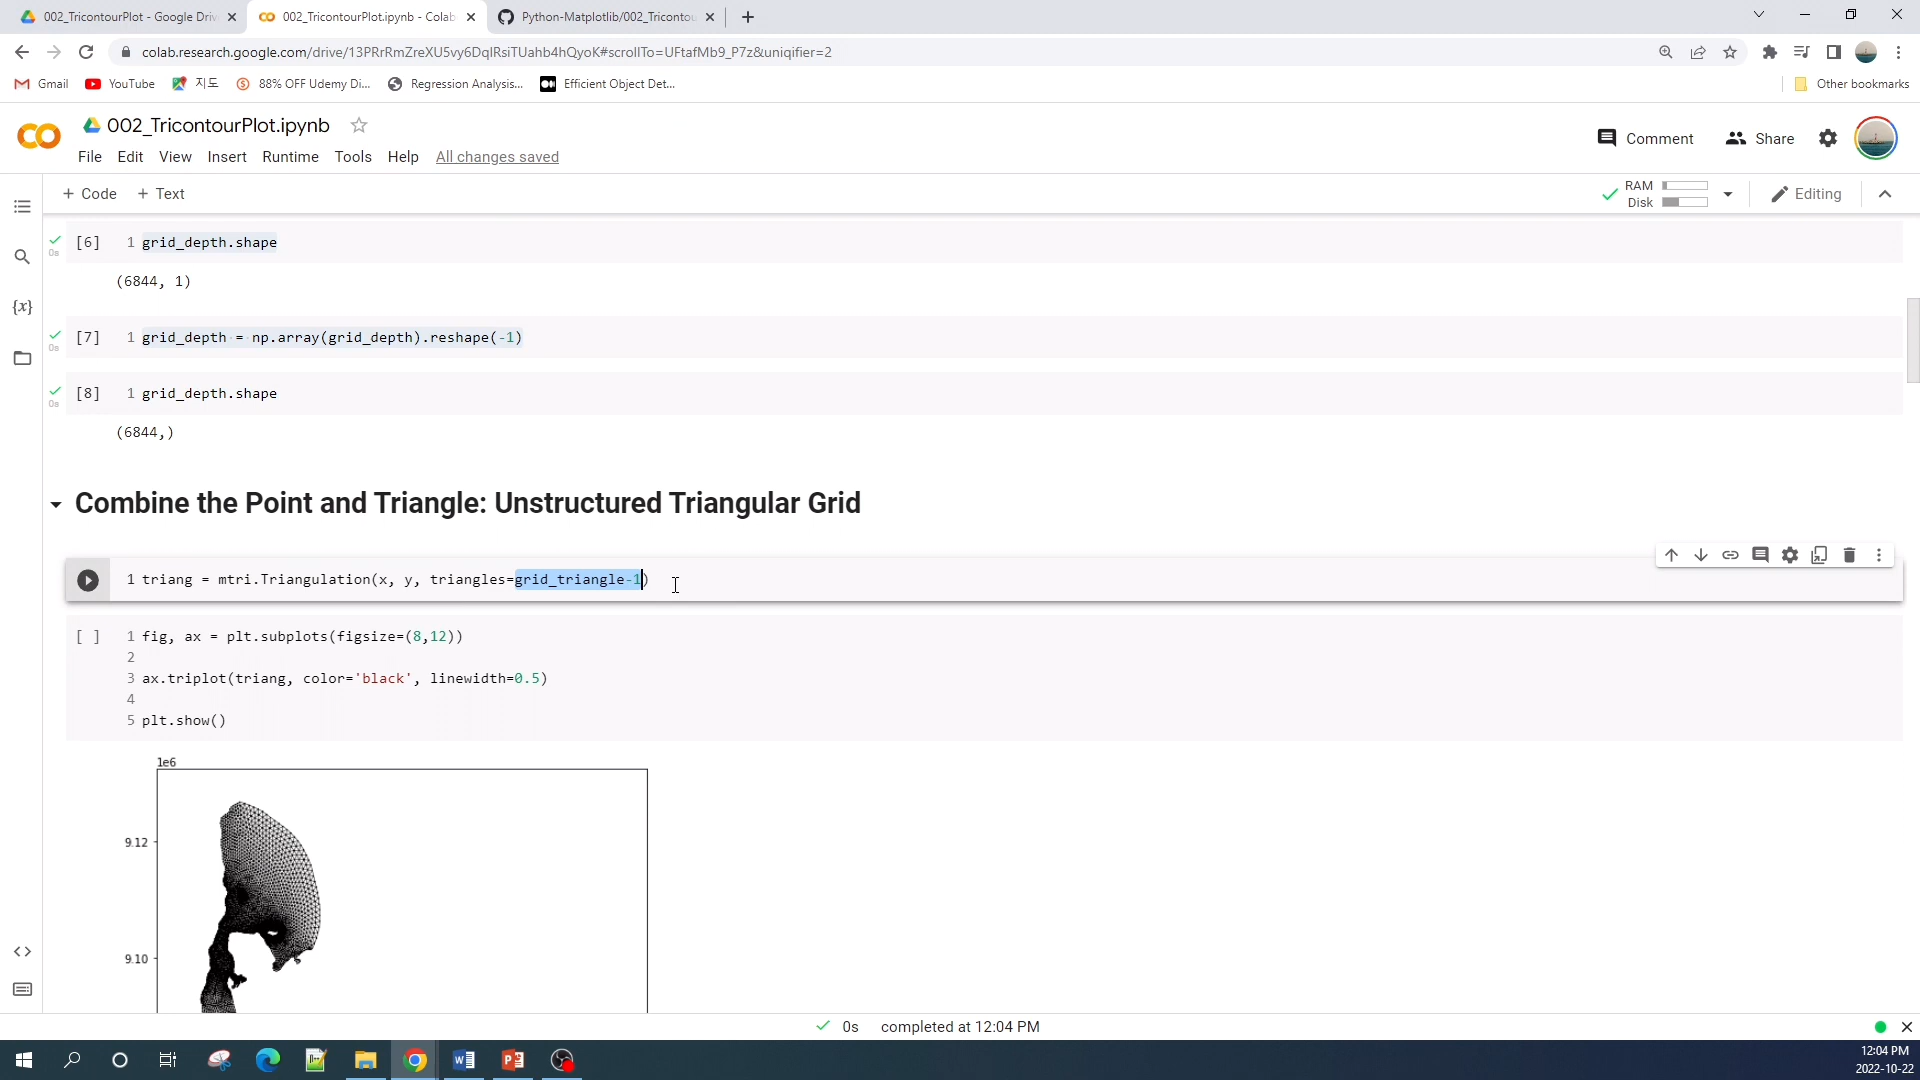 002_TricontourPlot - Google Driv
002_TricontourPlot.ipynb - Colab
Python-Matplotlib/002_Tricontou
colab.research.google.com/drive/13PRrRmZreXU5vy6DqIRsiTUahb4hQyoK#scrollTo=UFtafMb9_P7z&uniqifier=2
Gmail
YouTube
지도
88% OFF Udemy Di...
Regression Analysis...
Efficient Object Det...
Other bookmarks
002_TricontourPlot.ipynb
Comment
Share
File Edit View Insert Runtime Tools Help All changes saved
+ Code + Text
RAM
Disk
Editing
{x}
0s
[6] 1 grid_depth.shape
(6844, 1)
0s
[7] 1 grid_depth = np.array(grid_depth).reshape(-1)
0s
[8] 1 grid_depth.shape
(6844,)
Combine the Point and Triangle: Unstructured Triangular Grid
1 triang = mtri.Triangulation(x, y, triangles=grid_triangle-1)
[ ] 1 fig, ax = plt.subplots(figsize=(8,12))
2
3 ax.triplot(triang, color='black', linewidth=0.5)
4
5 plt.show()
1e6
9.12
9.10
0s completed at 12:04 PM
12:04 PM
2022-10-22